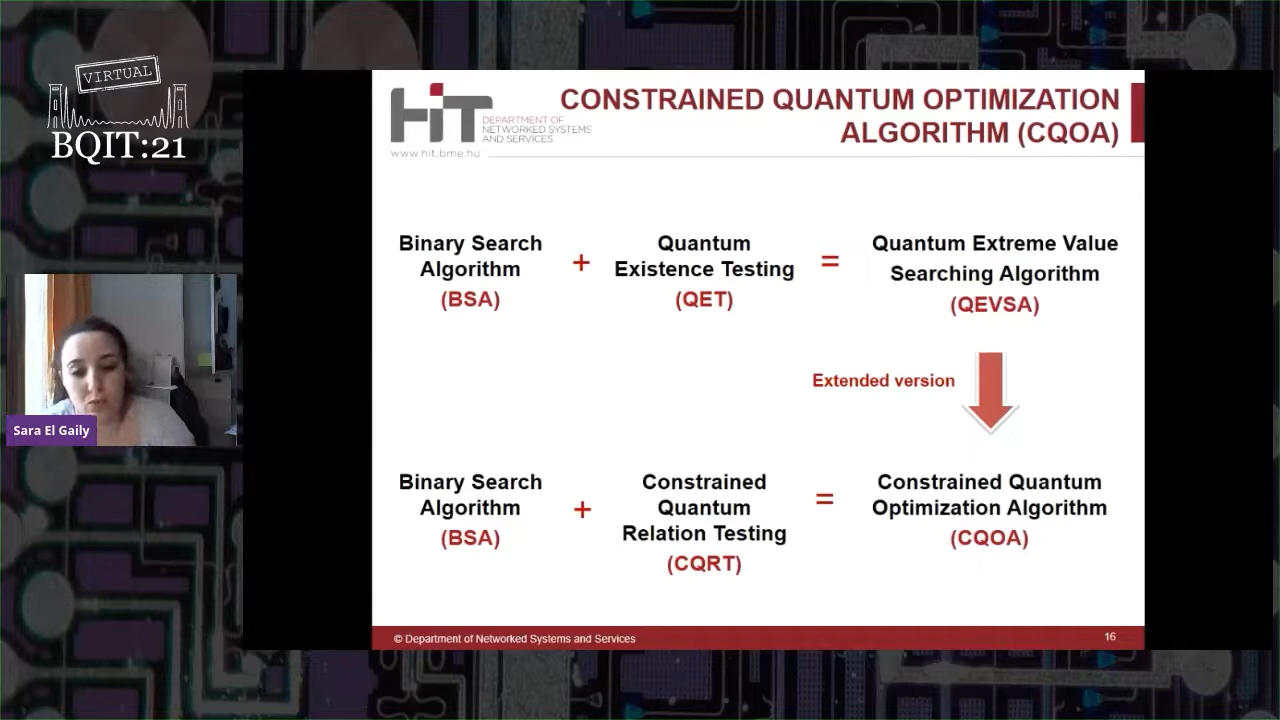 VIRTUAL
BQIT:21
HIT
DEPARTMENT OF
NETWORKED SYSTEMS
AND SERVICES
www.hit.bme.hu
CONSTRAINED QUANTUM OPTIMIZATION
ALGORITHM (CQOA)
Binary Search
Algorithm
(BSA)
+
Quantum
Existence Testing
(QET)
=
Quantum Extreme Value
Searching Algorithm
(QEVSA)
Extended version
Binary Search
Algorithm
(BSA)
+
Constrained
Quantum
Relation Testing
(CQRT)
=
Constrained Quantum
Optimization Algorithm
(CQOA)
Sara El Gaily
© Department of Networked Systems and Services
16